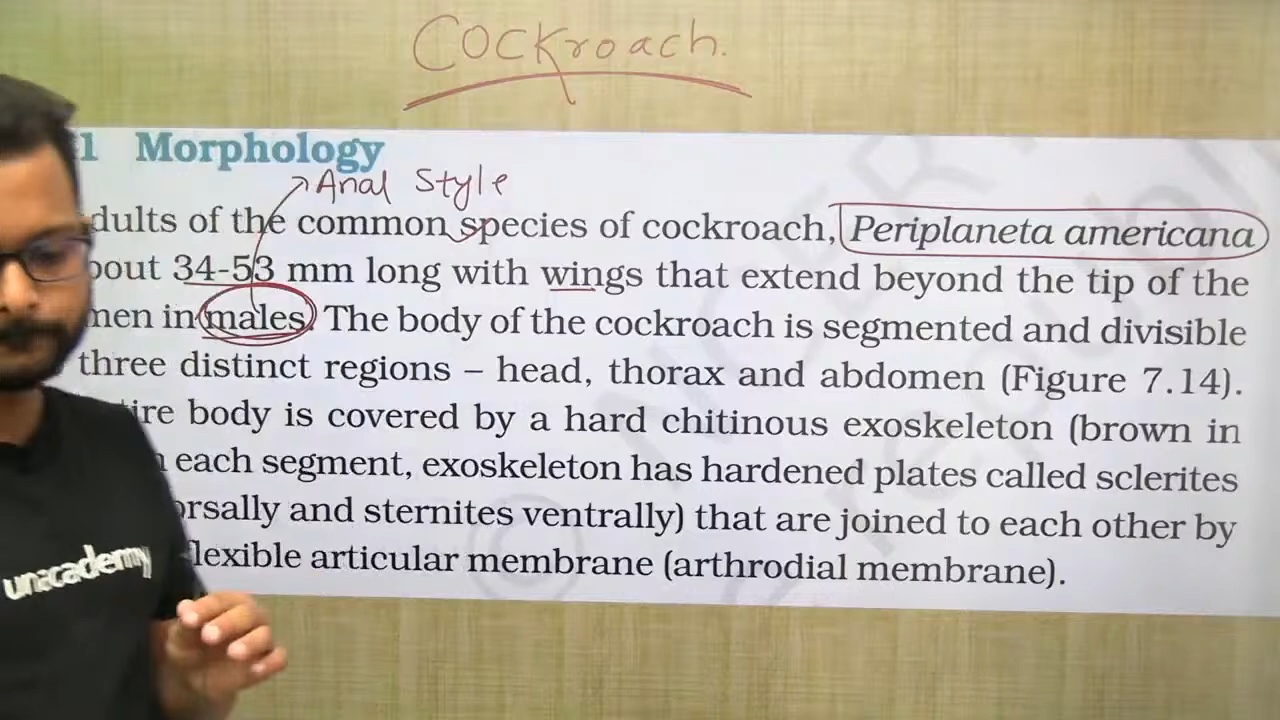 Cockroach.
1 Morphology
Anal Style
dults of the common species of cockroach, Periplaneta americana
bout 34-53 mm long with wings that extend beyond the tip of the
men in males. The body of the cockroach is segmented and divisible
three distinct regions – head, thorax and abdomen (Figure 7.14).
ire body is covered by a hard chitinous exoskeleton (brown in
each segment, exoskeleton has hardened plates called sclerites
orsally and sternites ventrally) that are joined to each other by
lexible articular membrane (arthrodial membrane).
unacademy